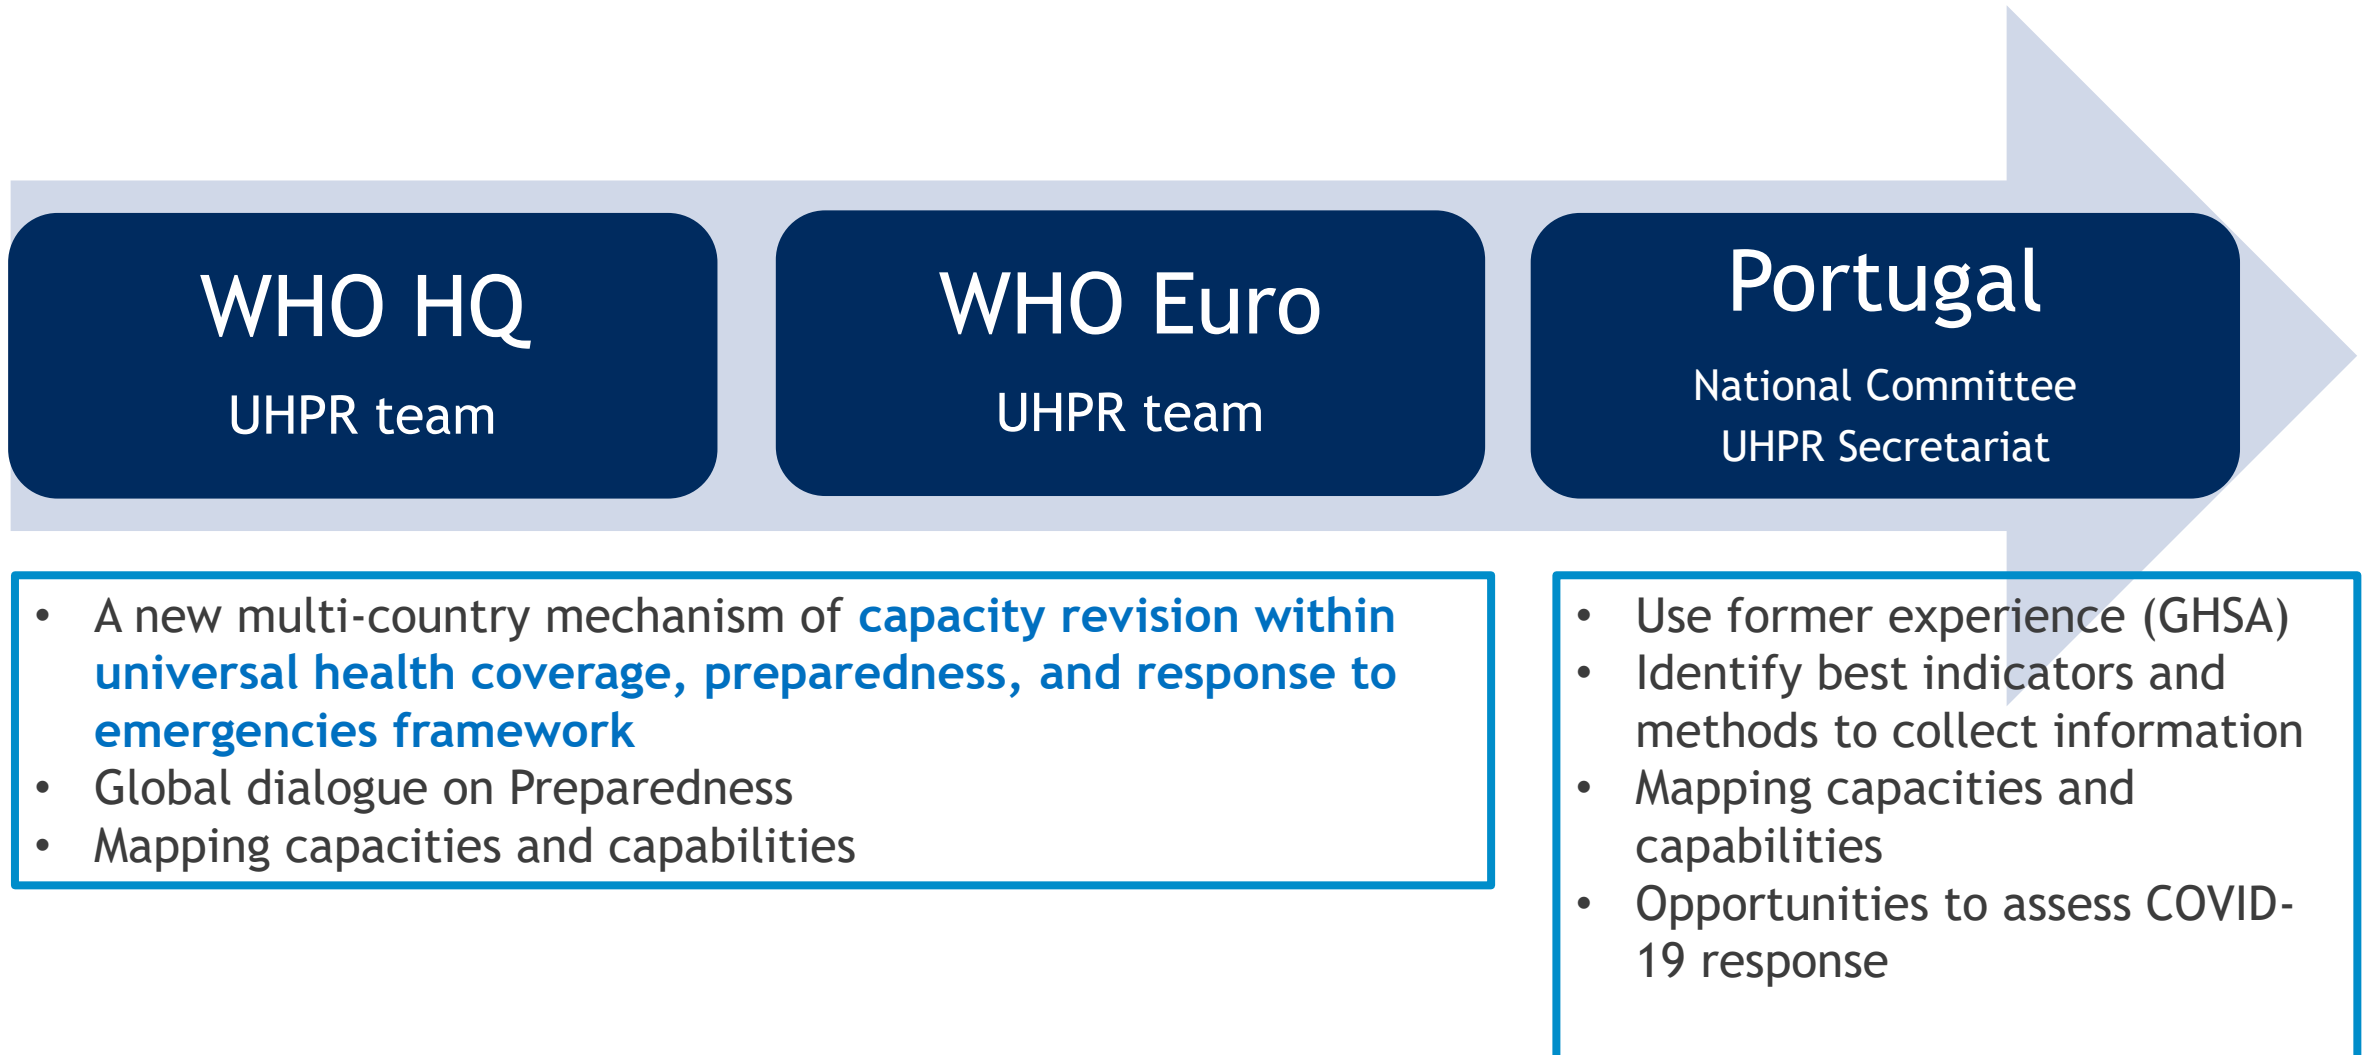 WHO HQ
UHPR team
WHO Euro
UHPR team
Portugal
National Committee
UHPR Secretariat
• A new multi-country mechanism of capacity revision within
universal health coverage, preparedness, and response to
emergencies framework
• Global dialogue on Preparedness
• Mapping capacities and capabilities
• Use former experience (GHSA)
• Identify best indicators and
methods to collect information
• Mapping capacities and
capabilities
• Opportunities to assess COVID-
19 response